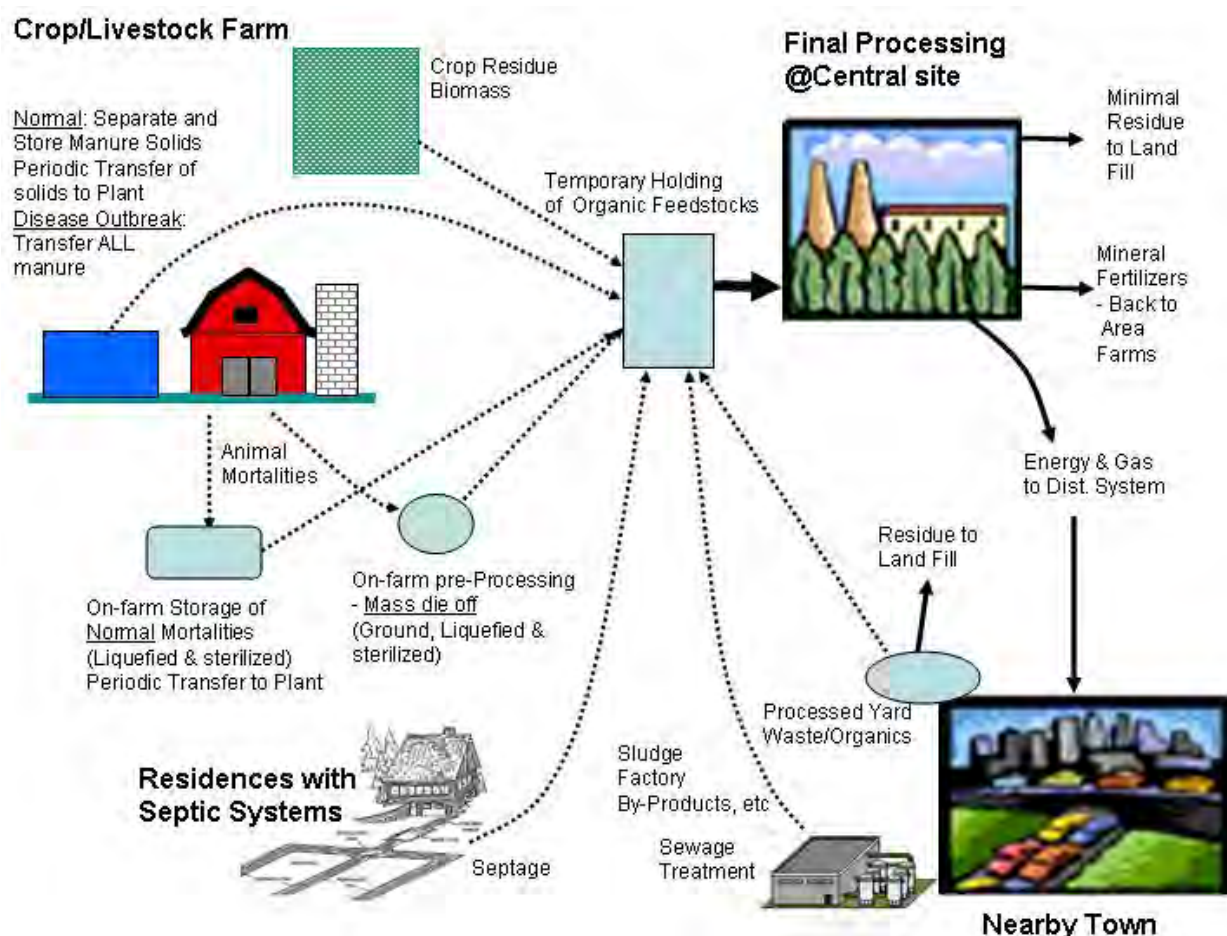 Crop/Livestock Farm
Normal: Separate and
Store Manure Solids
Periodic Transfer of
solids to Plant
Disease Outbreak:
Transfer ALL
manure
Crop Residue
Biomass
Temporary Holding
of Organic Feedstocks
Final Processing
@Central site
Minimal
Residue
to Land
Fill
Mineral
Fertilizers
- Back to
Area
Farms
Energy & Gas
to Dist. System
Animal
Mortalities
On-farm Storage of
Normal Mortalities
(Liquefied & sterilized)
Periodic Transfer to Plant
On-farm pre-Processing
- Mass die off
(Ground, Liquefied &
sterilized)
Residue to
Land Fill
Processed Yard
Waste/Organics
Residences with
Septic Systems
Septage
Sludge
Factory
By-Products, etc
Sewage
Treatment
Nearby Town